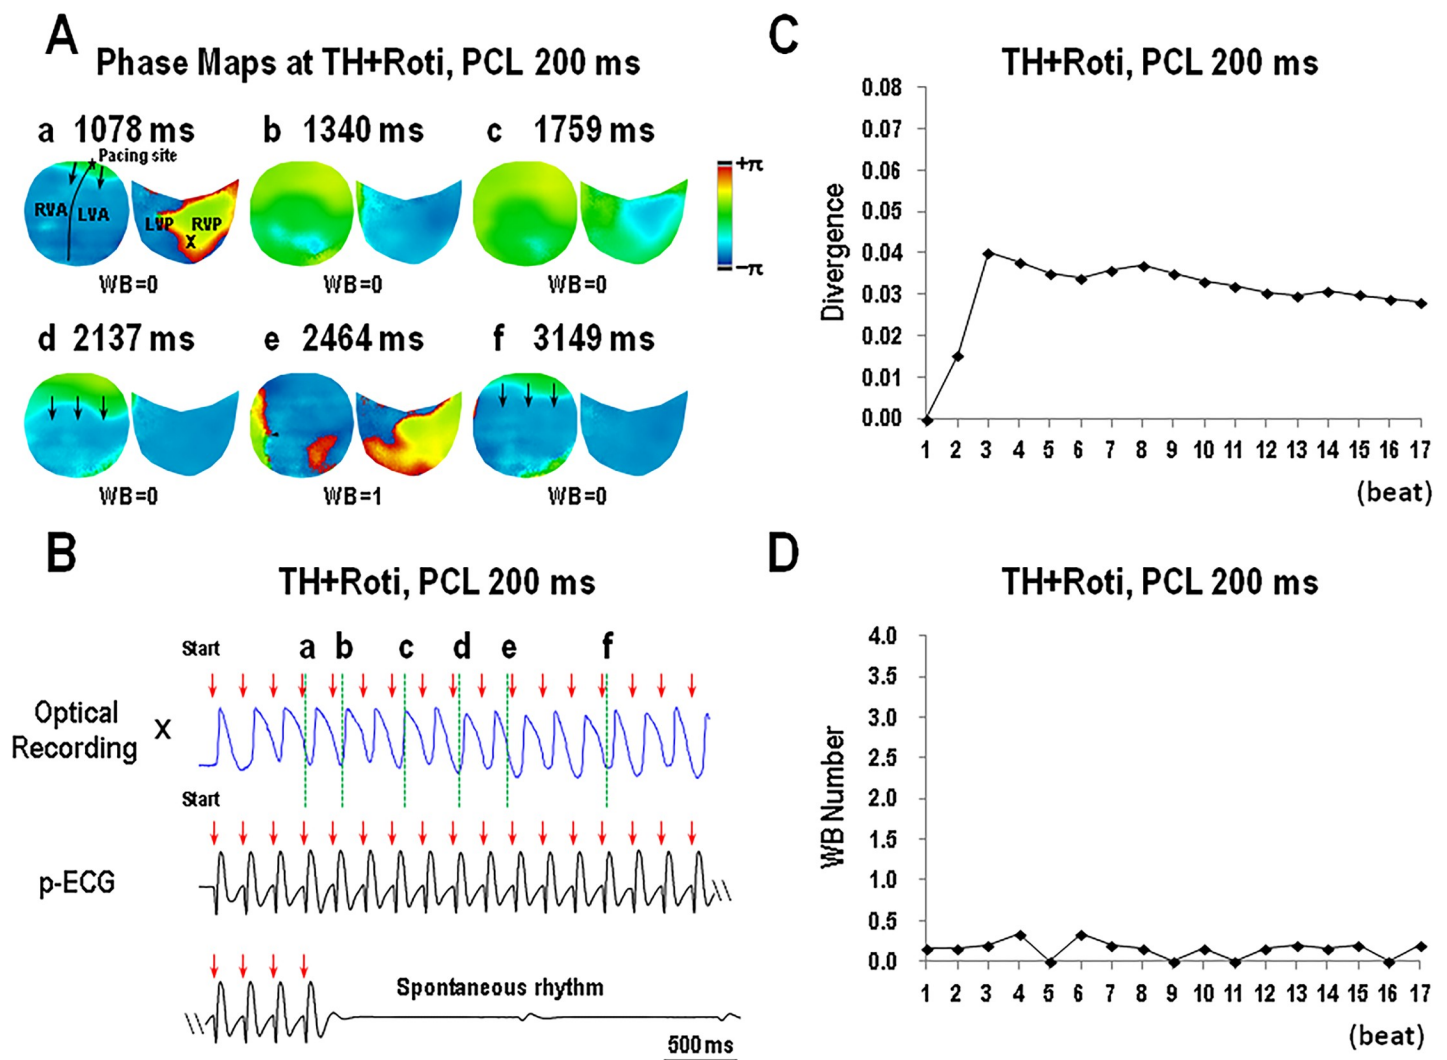 A
Phase Maps at TH+Roti, PCL 200 ms
a 1078 ms
b 1340 ms
c 1759 ms
Pacing site
*
RVA
LVA
LVP
RVP
X
+π
−π
WB=0
WB=0
WB=0
d 2137 ms
e 2464 ms
f 3149 ms
WB=0
WB=1
WB=0
B
TH+Roti, PCL 200 ms
Start
a b c d e f
Optical
Recording
X
Start
p-ECG
Spontaneous rhythm
500 ms
C
TH+Roti, PCL 200 ms
0.08
0.07
0.06
0.05
0.04
0.03
0.02
0.01
0.00
Divergence
1 2 3 4 5 6 7 8 9 10 11 12 13 14 15 16 17
(beat)
D
TH+Roti, PCL 200 ms
4.0
3.5
3.0
2.5
2.0
1.5
1.0
0.5
0.0
WB Number
1 2 3 4 5 6 7 8 9 10 11 12 13 14 15 16 17
(beat)